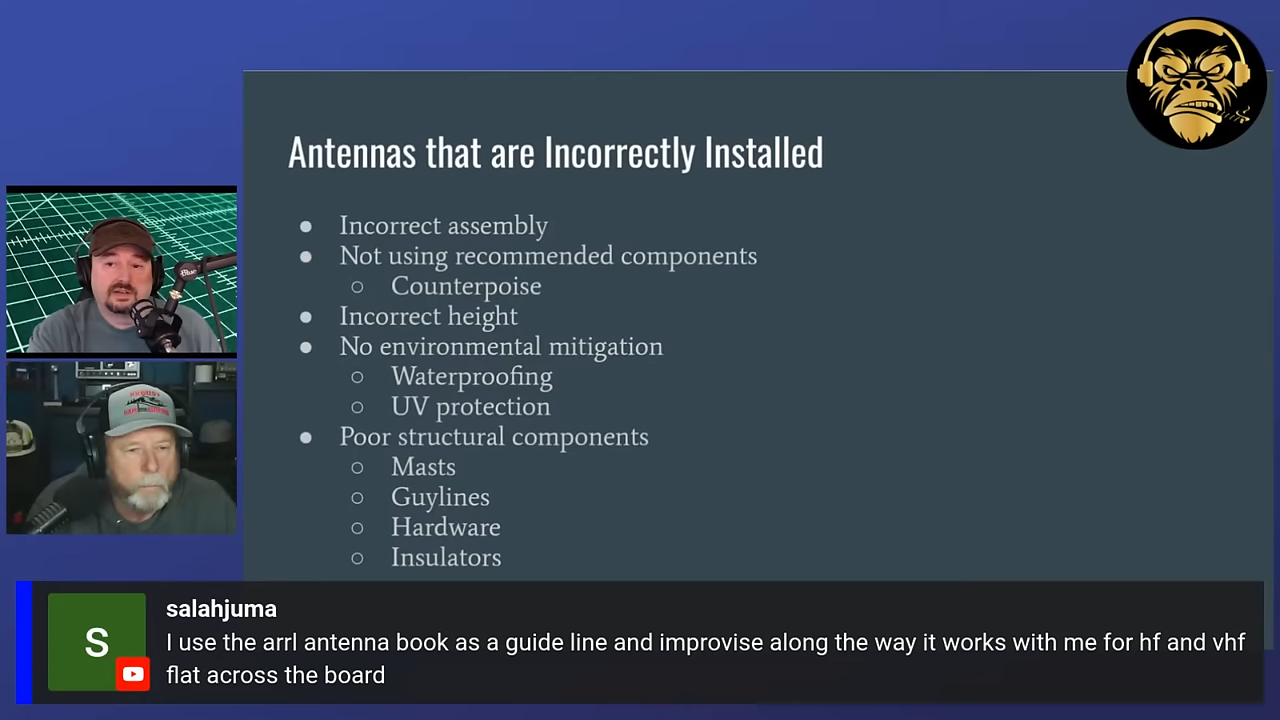 Antennas that are Incorrectly Installed
● Incorrect assembly
● Not using recommended components
○ Counterpoise
● Incorrect height
● No environmental mitigation
○ Waterproofing
○ UV protection
● Poor structural components
○ Masts
○ Guylines
○ Hardware
○ Insulators
Blue
S
salahjuma
I use the arrl antenna book as a guide line and improvise along the way it works with me for hf and vhf
flat across the board